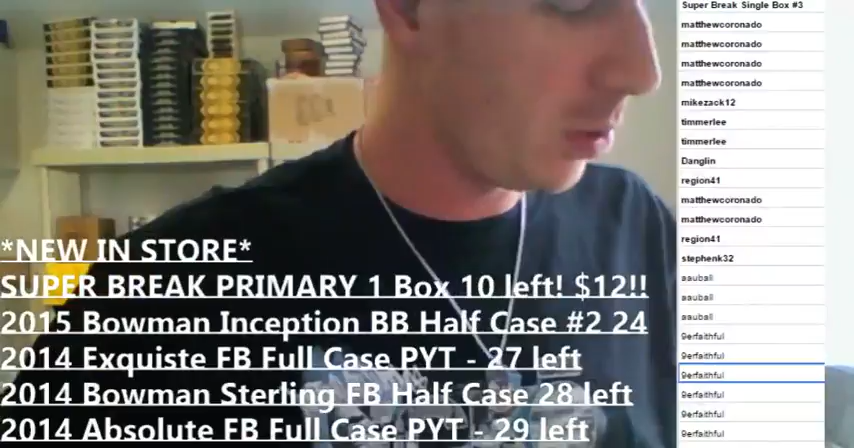 Super Break Single Box #3
matthewcoronado
matthewcoronado
matthewcoronado
matthewcoronado
mikezack12
timmerlee
timmerlee
Danglin
region41
matthewcoronado
matthewcoronado
region41
stephenk32
aauball
aauball
aauball
9erfaithful
9erfaithful
9erfaithful
9erfaithful
9erfaithful
9erfaithful
*NEW IN STORE*
SUPER BREAK PRIMARY 1 Box 10 left! $12!!
2015 Bowman Inception BB Half Case #2 24
2014 Exquiste FB Full Case PYT - 27 left
2014 Bowman Sterling FB Half Case 28 left
2014 Absolute FB Full Case PYT - 29 left